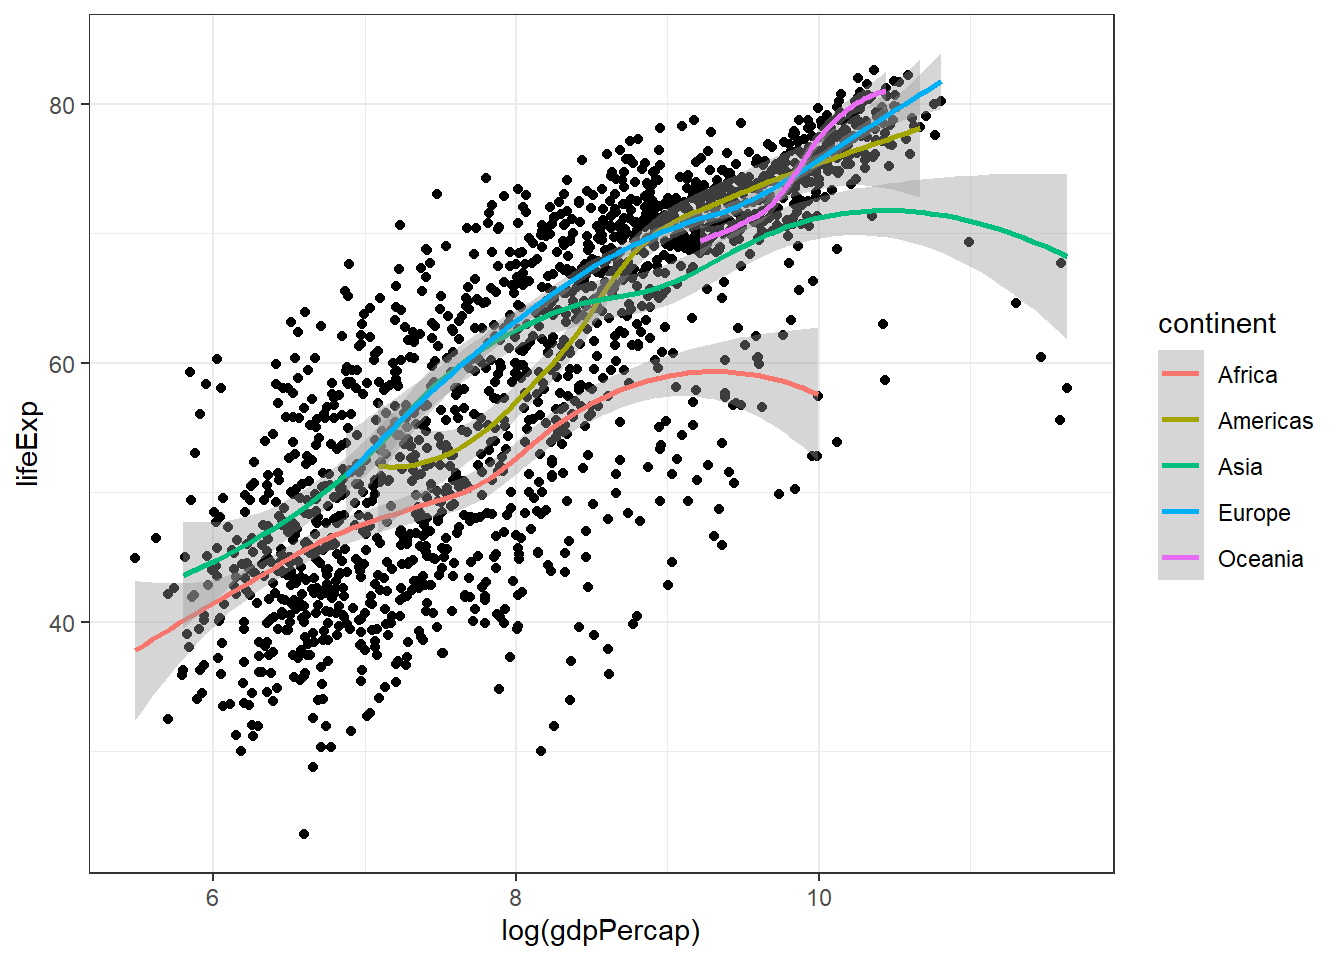 80
60
40
lifeExp
6
8
10
log(gdpPercap)
continent
Africa
Americas
Asia
Europe
Oceania